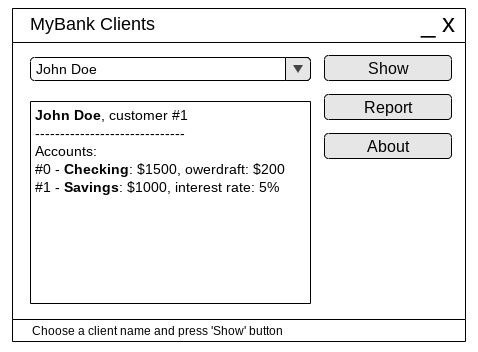 MyBank Clients _ X
John Doe
Show
Report
About
John Doe, customer #1
------------------------------
Accounts:
#0 - Checking: $1500, owerdraft: $200
#1 - Savings: $1000, interest rate: 5%
Choose a client name and press 'Show' button